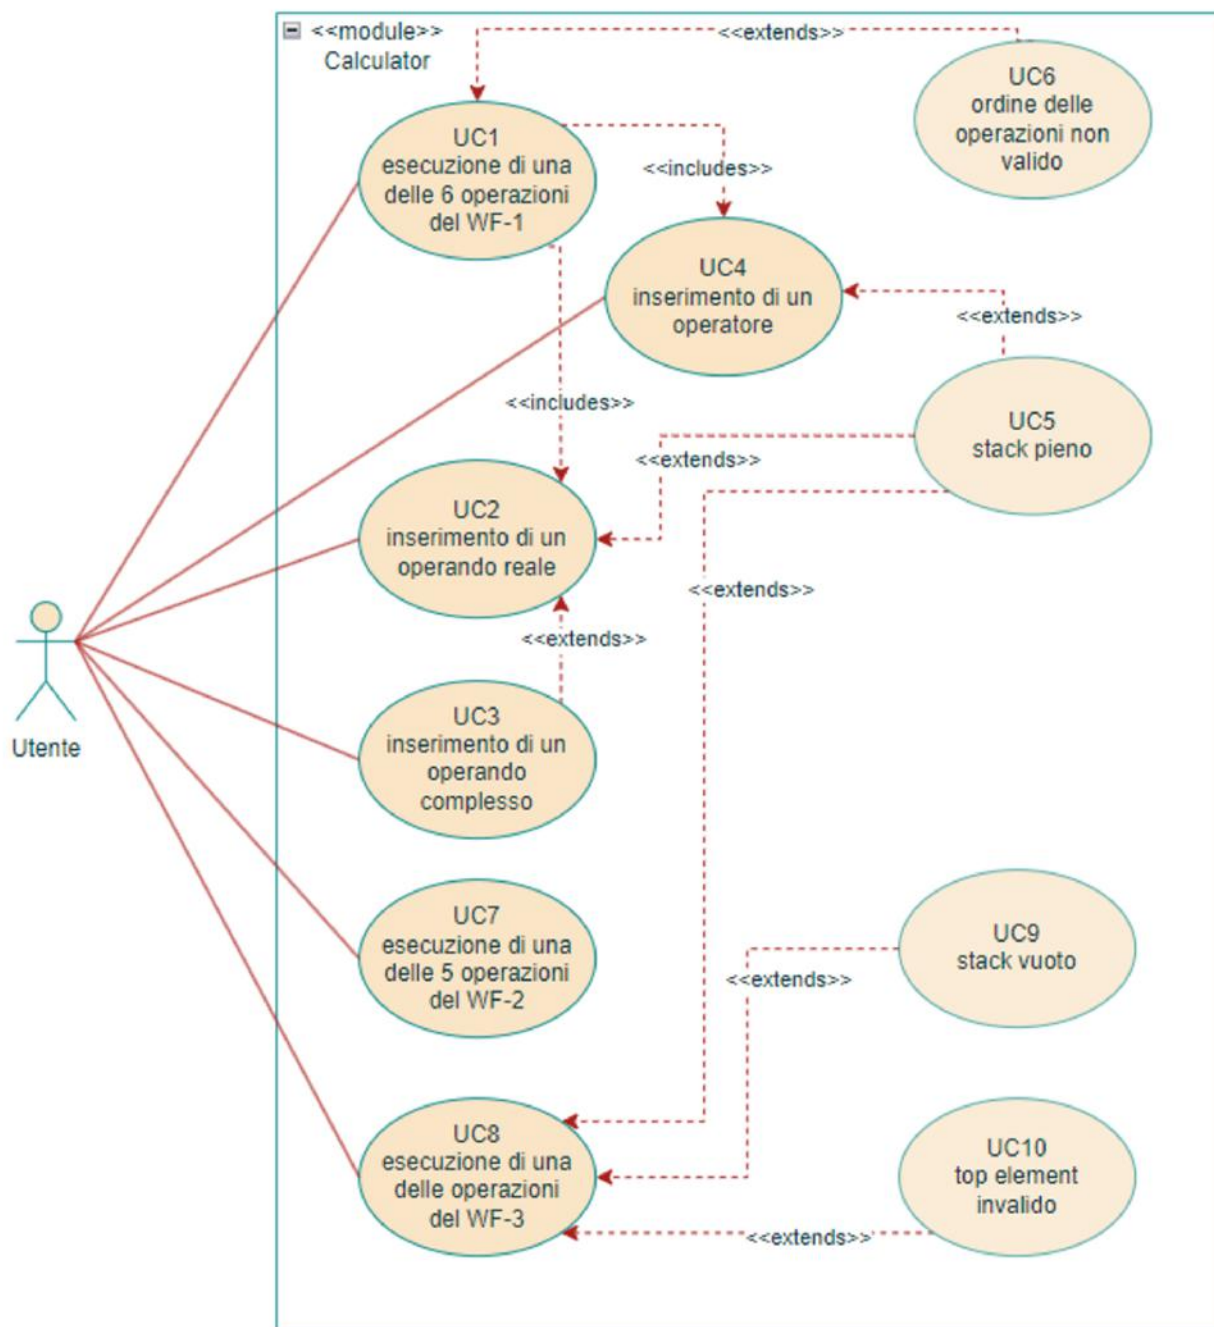 <<module>>
Calculator
<<extends>>
UC6
ordine delle
operazioni non
valido
UC1
esecuzione di una
delle 6 operazioni
del WF-1
<<includes>>
UC4
inserimento di un
operatore
<<extends>>
<<includes>>
UC5
stack pieno
<<extends>>
UC2
inserimento di un
operando reale
<<extends>>
<<extends>>
Utente
UC3
inserimento di un
operando
complesso
UC7
esecuzione di una
delle 5 operazioni
del WF-2
UC9
stack vuoto
<<extends>>
UC8
esecuzione di una
delle operazioni
del WF-3
UC10
top element
invalido
<<extends>>